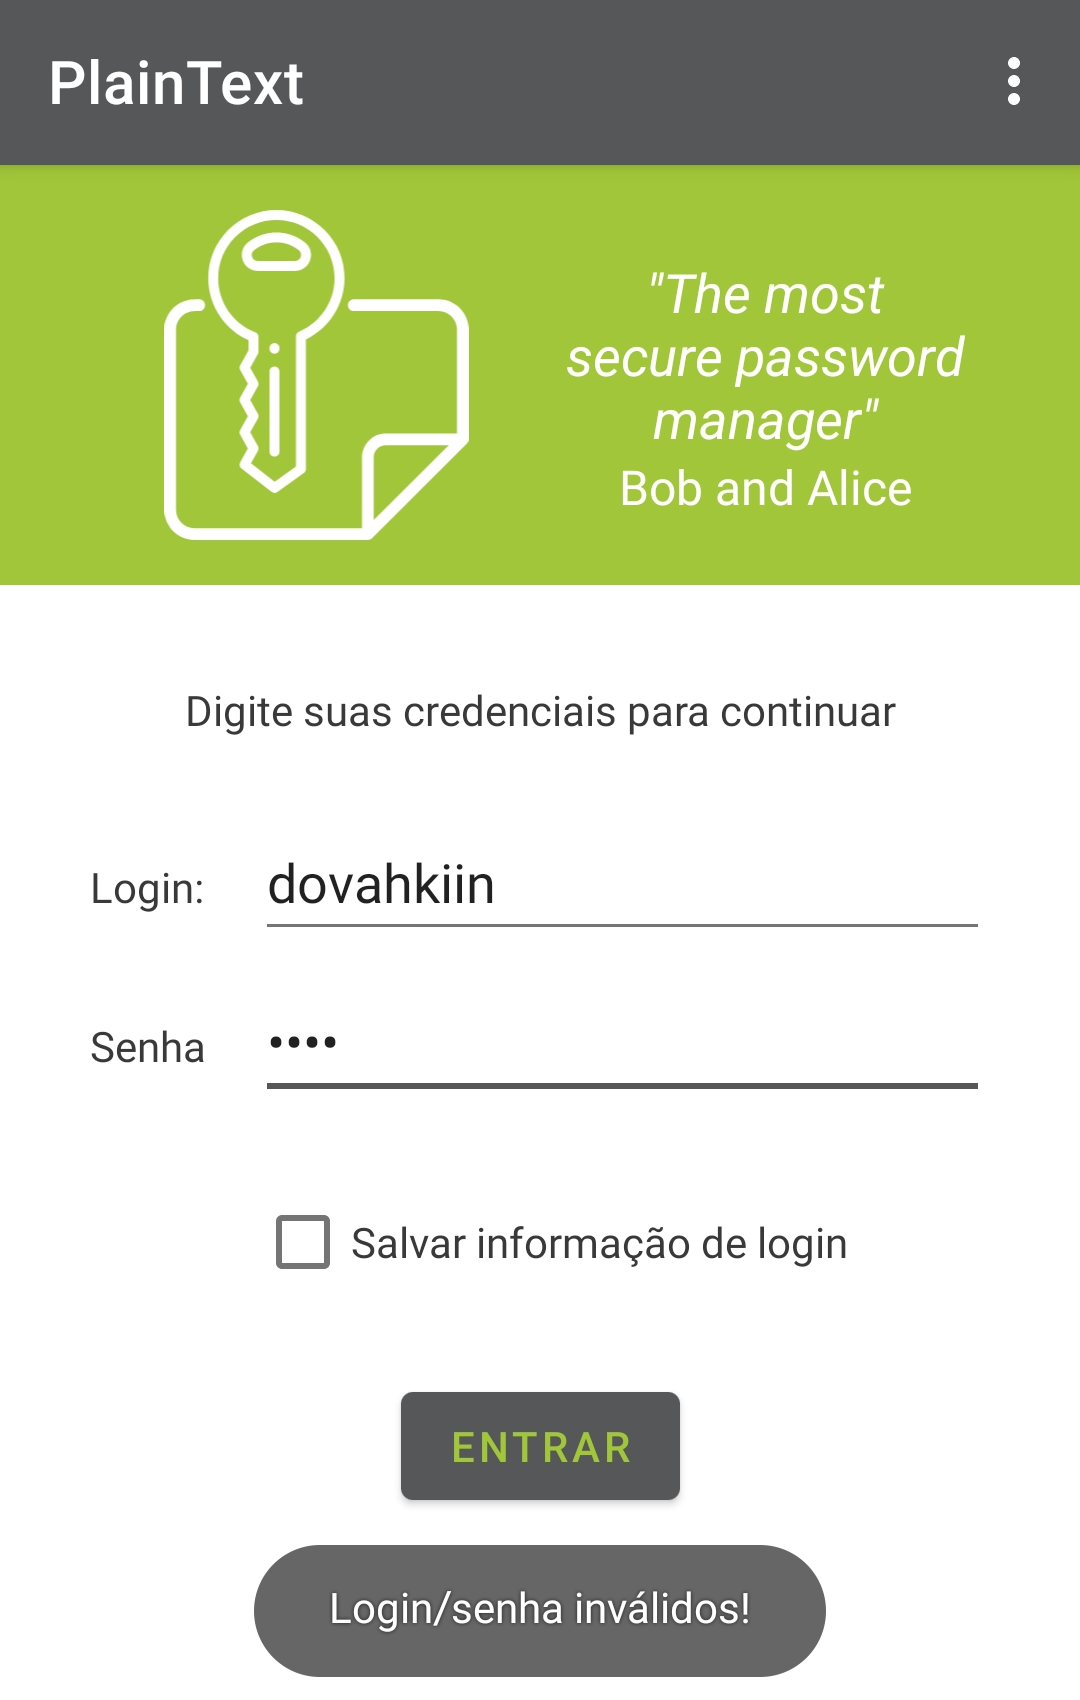 PlainText
"The most
secure password
manager"
Bob and Alice
Digite suas credenciais para continuar
Login: dovahkiin
Senha ••••
Salvar informação de login
ENTRAR
Login/senha inválidos!